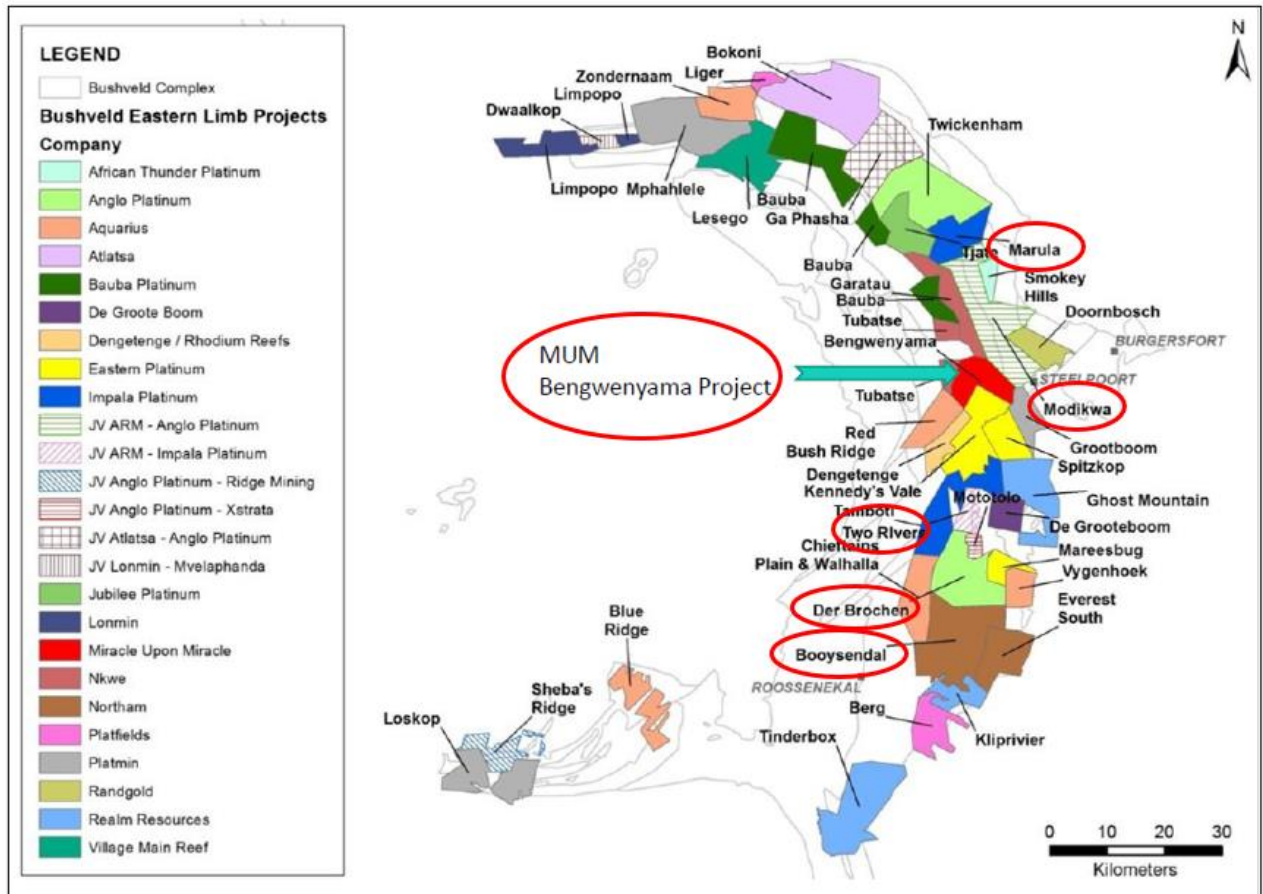 LEGEND
Bushveld Complex
Bushveld Eastern Limb Projects
Company
African Thunder Platinum
Anglo Platinum
Aquarius
Atlatsa
Bauba Platinum
De Groote Boom
Dengetenge / Rhodium Reefs
Eastern Platinum
Impala Platinum
JV ARM - Anglo Platinum
JV ARM - Impala Platinum
JV Anglo Platinum - Ridge Mining
JV Anglo Platinum - Xstrata
JV Atlatsa - Anglo Platinum
JV Lonmin - Mvelaphanda
Jubilee Platinum
Lonmin
Miracle Upon Miracle
Nkwe
Northam
Platfields
Platmin
Randgold
Realm Resources
Village Main Reef
N
Bokoni
Liger
Zondernaam
Limpopo
Dwaalkop
Twickenham
Limpopo
Mphahlele
Lesego
Bauba
Ga Phasha
Tjate
Marula
Bauba
Smokey
Hills
Garatau
Bauba
Doornbosch
Tubatse
BURGERSFORT
Bengwenyama
MUM
Bengwenyama Project
STEELPOORT
Tubatse
Modikwa
Red
Bush Ridge
Grootboom
Spitzkop
Dengetenge
Kennedy's Vale
Mototolo
Ghost Mountain
Tamboti
Two Rivers
De Grooteboom
Chieftains
Plain & Walhalla
Mareesbug
Vygenhoek
Der Brochen
Everest
South
Blue
Ridge
Booysendal
ROOSSENEKAL
Sheba's
Ridge
Loskop
Berg
Kliprivier
Tinderbox
0 10 20 30
Kilometers